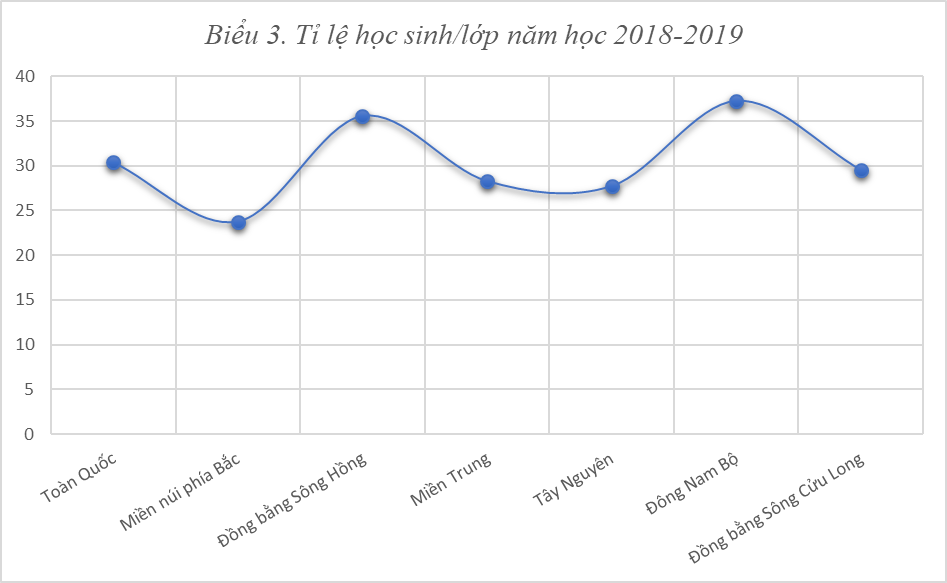 Biểu 3. Tỉ lệ học sinh/lớp năm học 2018-2019
40
35
30
25
20
15
10
5
0
Toàn Quốc
Miền núi phía Bắc
Đồng bằng Sông Hồng
Miền Trung
Tây Nguyên
Đông Nam Bộ
Đồng bằng Sông Cửu Long